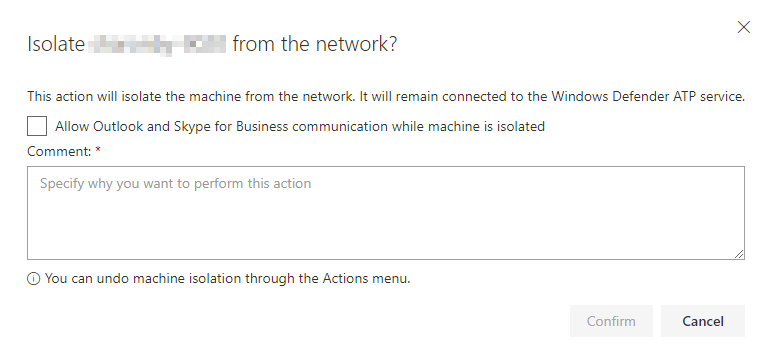 Isolate from the network?
This action will isolate the machine from the network. It will remain connected to the Windows Defender ATP service.
Allow Outlook and Skype for Business communication while machine is isolated
Comment: *
Specify why you want to perform this action
You can undo machine isolation through the Actions menu.
Confirm Cancel